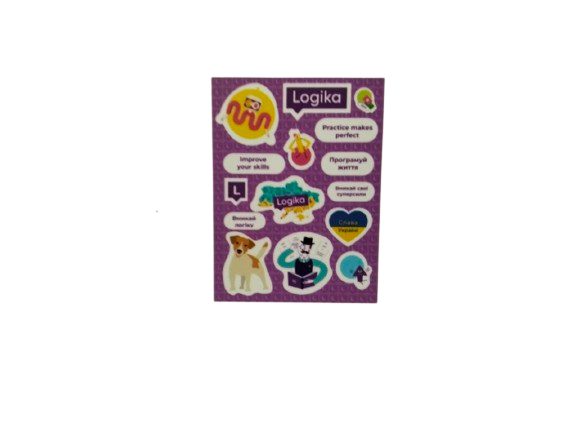 Logika
Practice makes
perfect
Improve
your skills
Програмуй
життя
L
Logika
Вмикай свої
суперсили
Вмикай
логіку
Слава
Україні